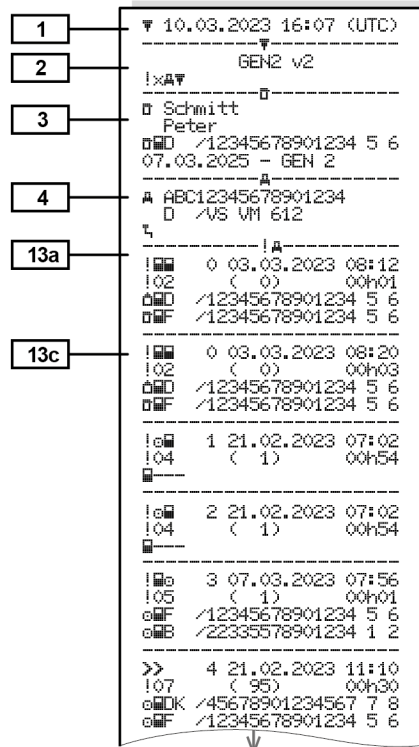 1
▼ 10.03.2023 16:07 (UTC)
2
GEN2 v2
!×
3
Schmitt
Peter
D /12345678901234 5 6
07.03.2025 - GEN 2
4
ABC12345678901234
D /VS VM 612
13a
!
! 0 03.03.2023 08:12
!02 ( 0) 00h01
D /12345678901234 5 6
F /12345678901234 5 6
13c
! 0 03.03.2023 08:20
!02 ( 0) 00h03
D /12345678901234 5 6
F /12345678901234 5 6
! 1 21.02.2023 07:02
!04 ( 1) 00h54
---
! 2 21.02.2023 07:02
!04 ( 1) 00h54
---
! 3 07.03.2023 07:56
!05 ( 1) 00h01
F /12345678901234 5 6
B /22335578901234 1 2
>> 4 21.02.2023 11:10
!07 ( 95) 00h30
DK /45678901234567 7 8
F /12345678901234 5 6